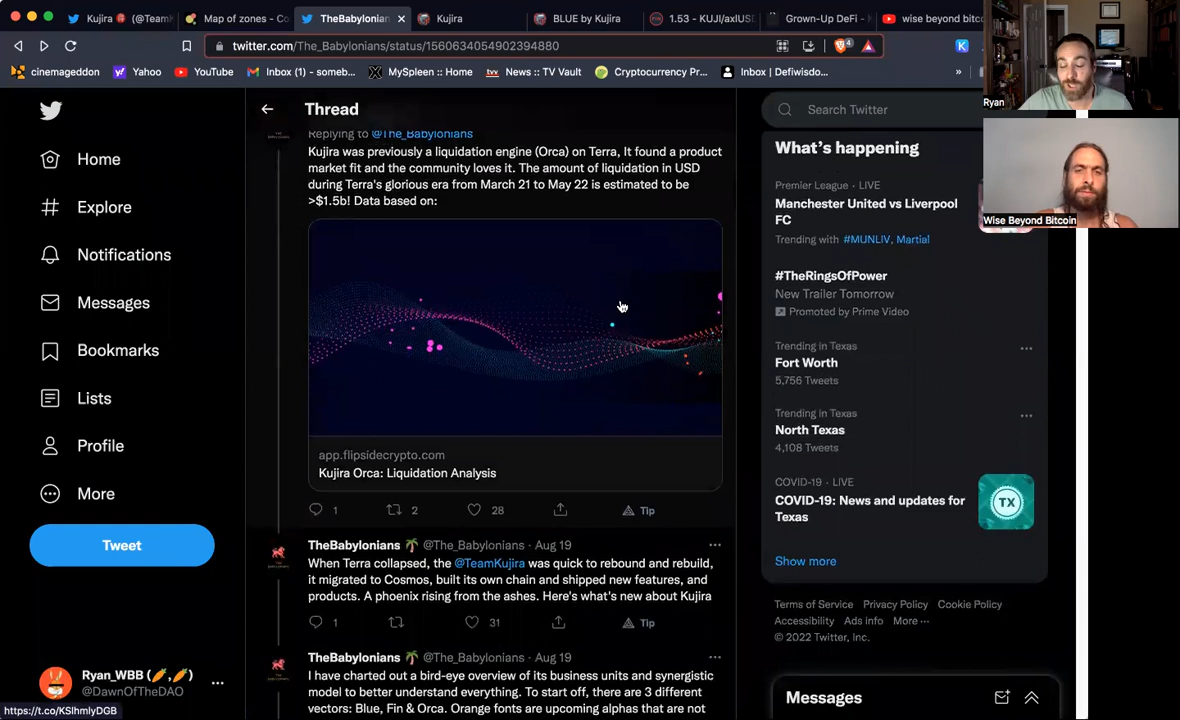 Kujira
(@TeamK
Map of zones - Co
TheBabylonian
Kujira
BLUE by Kujira
1.53 - KUJI/axlUS
Grown-Up DeFi -
wise beyond bitco
twitter.com/The_Babylonians/status/1560634054902394880
4
K
cinemageddon
Yahoo
YouTube
Inbox (1) - someb...
MySpleen :: Home
News :: TV Vault
Cryptocurrency Pr...
Inbox | Defiwisdo...
»
Ryan
Wise Beyond Bitcoin
Home
Explore
Notifications
Messages
Bookmarks
Lists
Profile
More
Tweet
Ryan_WBB (🥕,🥕)
@DawnOfTheDAO
https://t.co/KSlhmlyDGB
Thread
Replying to @The_Babylonians
Kujira was previously a liquidation engine (Orca) on Terra, It found a product
market fit and the community loves it. The amount of liquidation in USD
during Terra's glorious era from March 21 to May 22 is estimated to be
>$1.5b! Data based on:
app.flipsidecrypto.com
Kujira Orca: Liquidation Analysis
1
2
28
Tip
TheBabylonians 🌴 @The_Babylonians · Aug 19
When Terra collapsed, the @TeamKujira was quick to rebound and rebuild,
it migrated to Cosmos, built its own chain and shipped new features, and
products. A phoenix rising from the ashes. Here's what's new about Kujira
1
31
Tip
TheBabylonians 🌴 @The_Babylonians · Aug 19
I have charted out a bird-eye overview of its business units and synergistic
model to better understand everything. To start off, there are 3 different
vectors: Blue, Fin & Orca. Orange fonts are upcoming alphas that are not
Search Twitter
What's happening
Premier League · LIVE
Manchester United vs Liverpool
FC
Trending with #MUNLIV, Martial
#TheRingsOfPower
New Trailer Tomorrow
Promoted by Prime Video
Trending in Texas
Fort Worth
5,756 Tweets
Trending in Texas
North Texas
4,108 Tweets
COVID-19 · LIVE
COVID-19: News and updates for
Texas
TX
Show more
Terms of Service Privacy Policy Cookie Policy
Accessibility Ads info More ···
© 2022 Twitter, Inc.
Messages